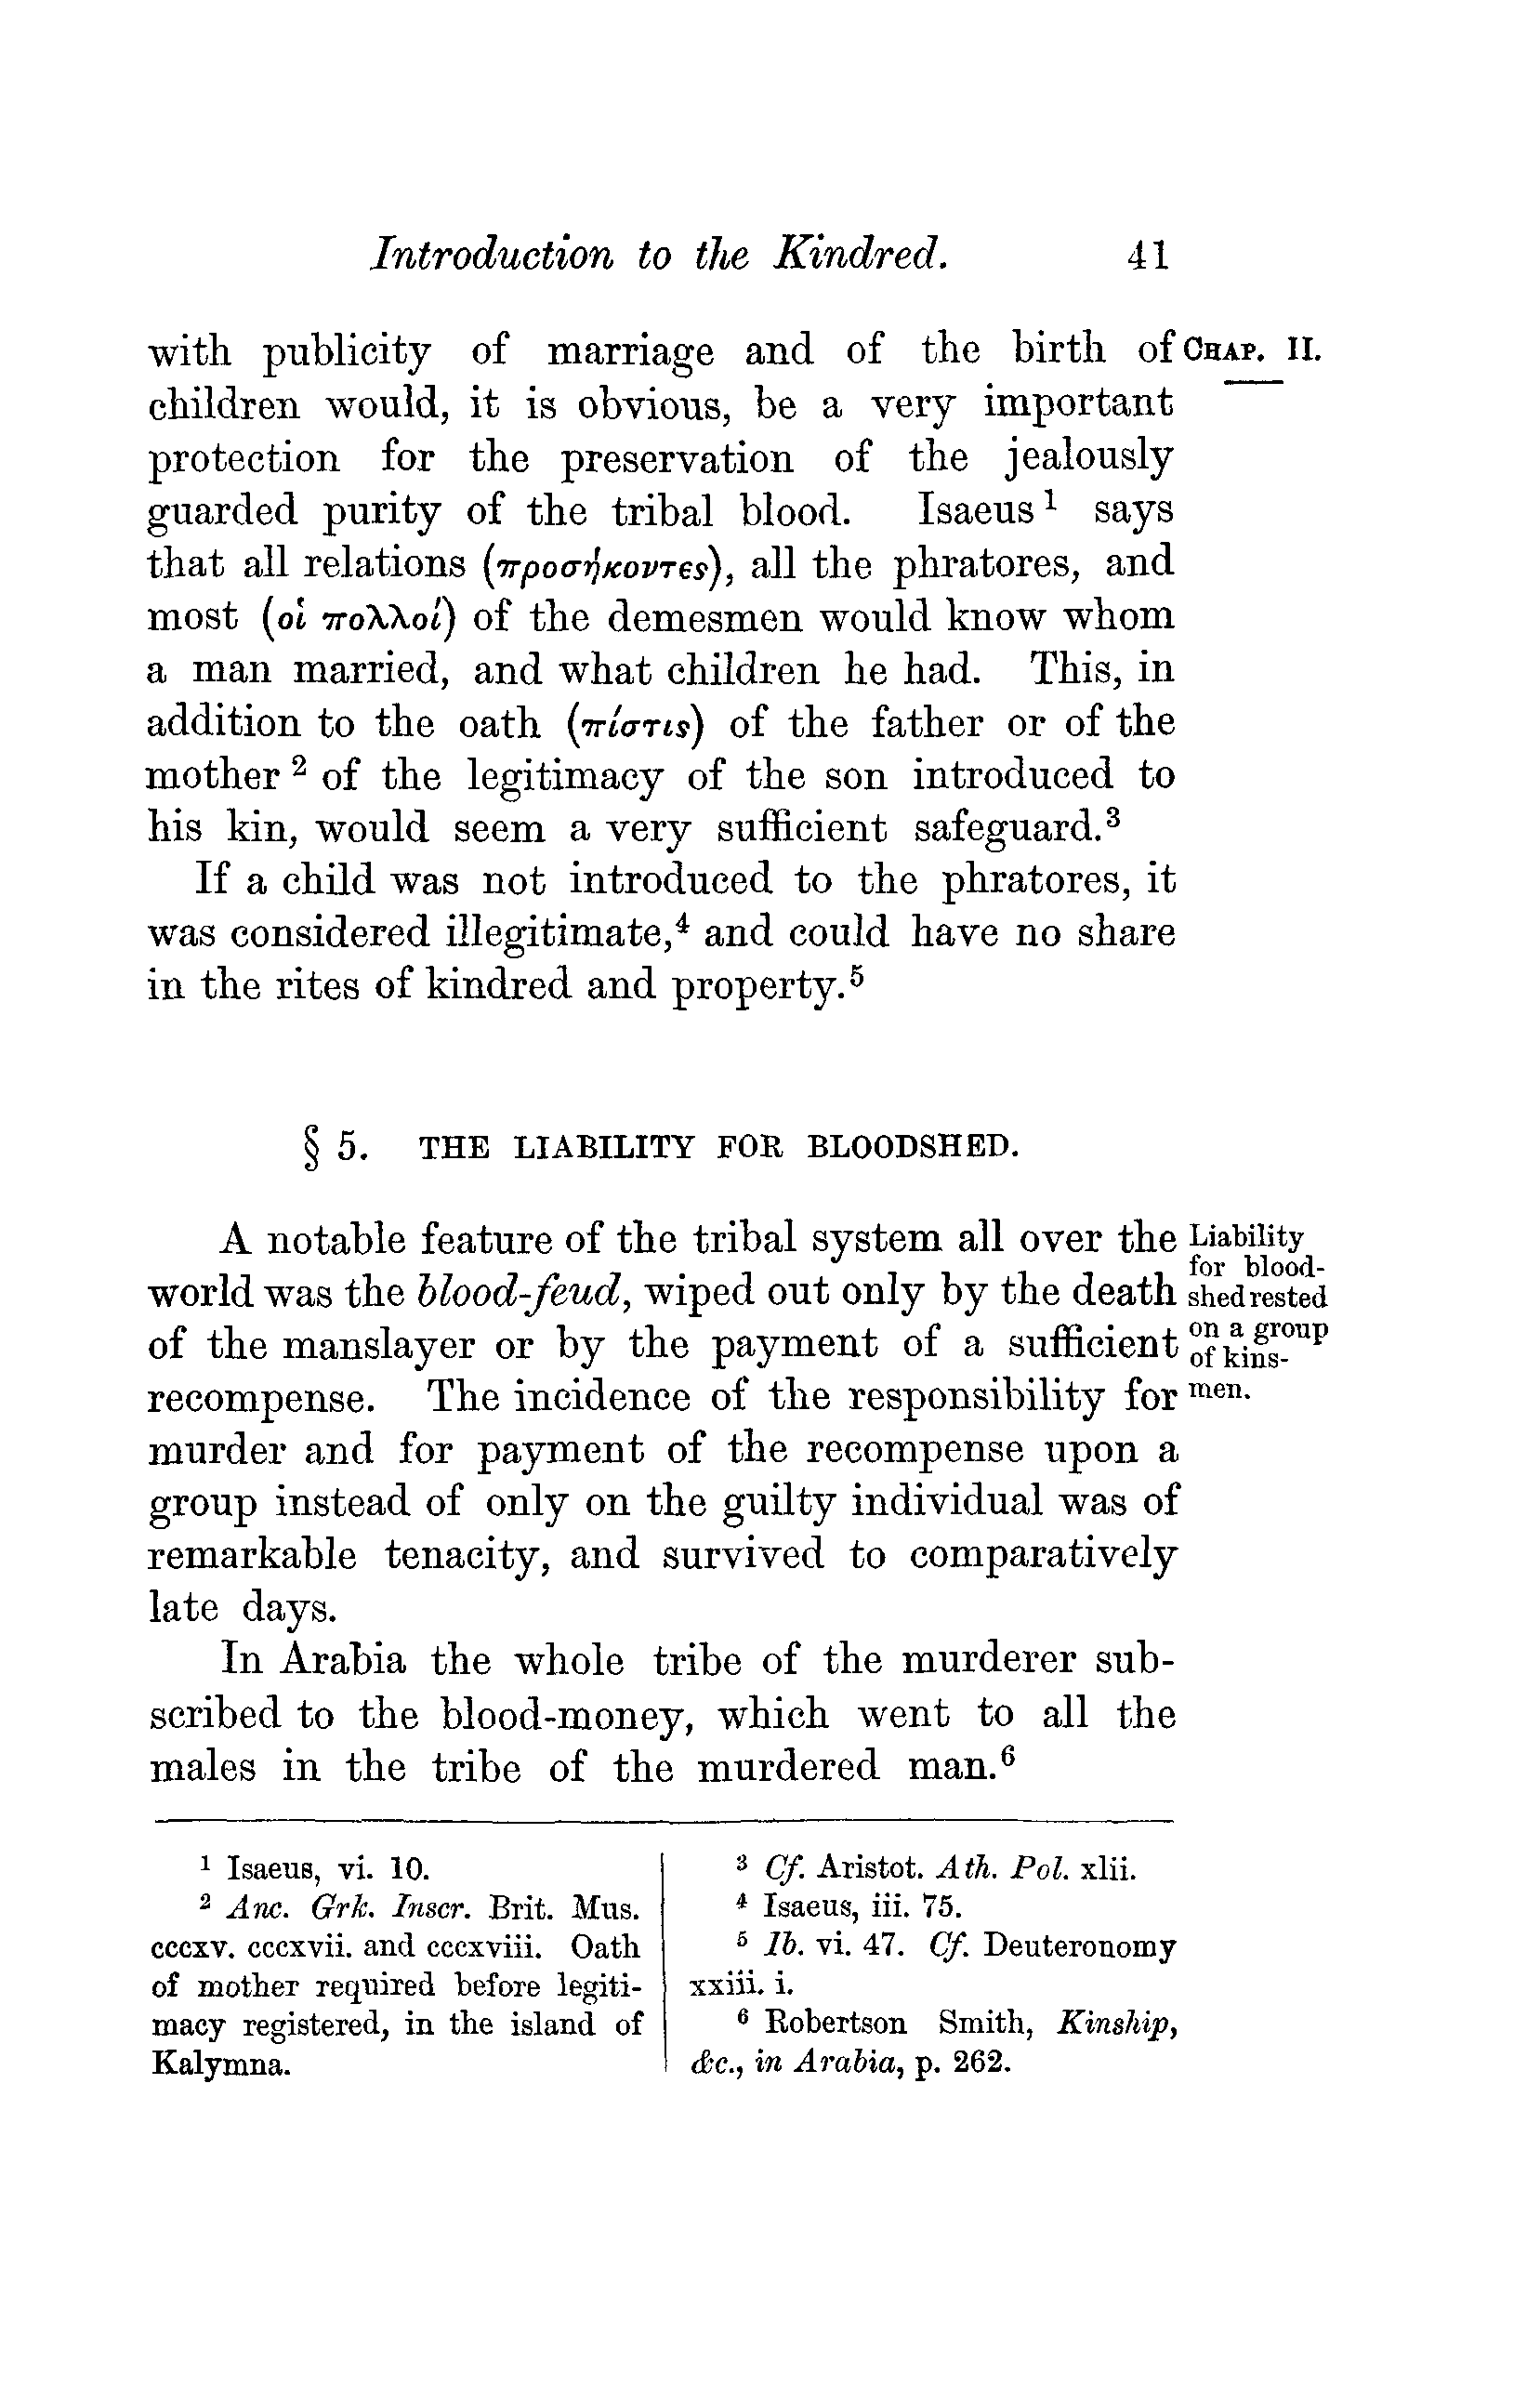 Introduction to the Kindred. 41
with publicity of marriage and of the birth of
CHAP. II.
children would, it is obvious, be a very important
protection for the preservation of the jealously
guarded purity of the tribal blood. Isaeus ¹ says
that all relations (προσήκοντες), all the phratores, and
most (οἱ πολλοί) of the demesmen would know whom
a man married, and what children he had. This, in
addition to the oath (πίστις) of the father or of the
mother ² of the legitimacy of the son introduced to
his kin, would seem a very sufficient safeguard.³
If a child was not introduced to the phratores, it
was considered illegitimate,⁴ and could have no share
in the rites of kindred and property.⁵
§ 5. THE LIABILITY FOR BLOODSHED.
A notable feature of the tribal system all over the
world was the blood-feud, wiped out only by the death
of the manslayer or by the payment of a sufficient
recompense. The incidence of the responsibility for
murder and for payment of the recompense upon a
group instead of only on the guilty individual was of
remarkable tenacity, and survived to comparatively
late days.
Liability
for blood-
shed rested
on a group
of kins-
men.
In Arabia the whole tribe of the murderer sub-
scribed to the blood-money, which went to all the
males in the tribe of the murdered man.⁶
¹ Isaeus, vi. 10.
² Anc. Grk. Inscr. Brit. Mus.
cccxv. cccxvii. and cccxviii. Oath
of mother required before legiti-
macy registered, in the island of
Kalymna.
³ Cf. Aristot. Ath. Pol. xlii.
⁴ Isaeus, iii. 75.
⁵ Ib. vi. 47. Cf. Deuteronomy
xxiii. i.
⁶ Robertson Smith, Kinship,
&c., in Arabia, p. 262.